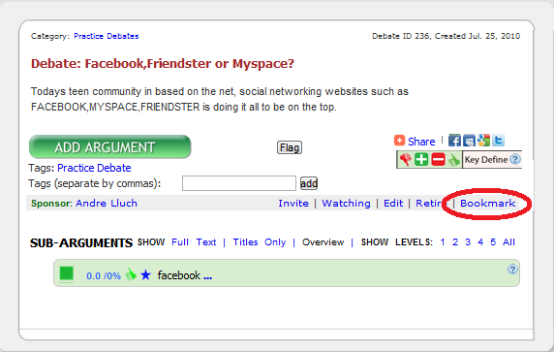 Category: Practice Debates
Debate ID 236, Created Jul. 25, 2010
Debate: Facebook,Friendster or Myspace?
Todays teen community in based on the net, social networking websites such as
FACEBOOK,MYSPACE,FRIENDSTER is doing it all to be on the top.
ADD ARGUMENT
Flag
Share |
Key Define ?
Tags: Practice Debate
Tags (separate by commas): add
Sponsor: Andre Lluch
Invite | Watching | Edit | Retire | Bookmark
SUB-ARGUMENTS SHOW Full Text | Titles Only | Overview | SHOW LEVELS: 1 2 3 4 5 All
0.0 /0% facebook ... ?